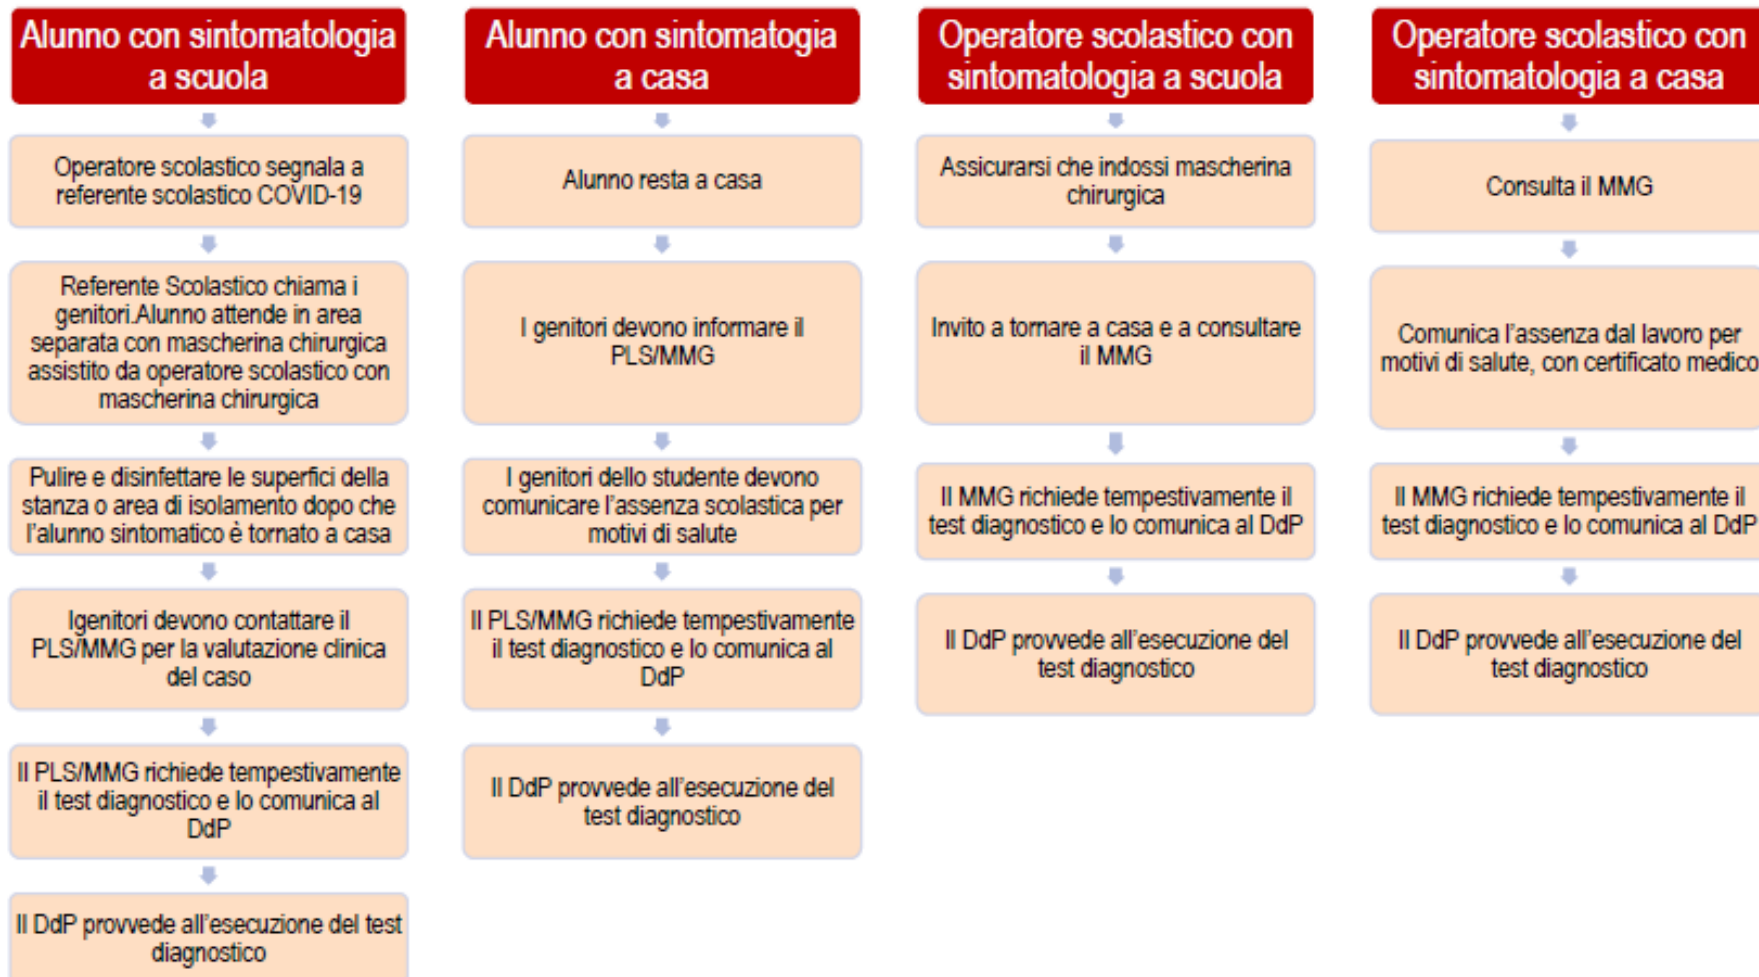 Alunno con sintomatologia
a scuola
Operatore scolastico segnala a
referente scolastico COVID-19
Referente Scolastico chiama i
genitori.Alunno attende in area
separata con mascherina chirurgica
assistito da operatore scolastico con
mascherina chirurgica
Pulire e disinfettare le superfici della
stanza o area di isolamento dopo che
l'alunno sintomatico è tornato a casa
Igenitori devono contattare il
PLS/MMG per la valutazione clinica
del caso
Il PLS/MMG richiede tempestivamente
il test diagnostico e lo comunica al
DdP
Il DdP provvede all'esecuzione del test
diagnostico
Alunno con sintomatogia
a casa
Alunno resta a casa
I genitori devono informare il
PLS/MMG
I genitori dello studente devono
comunicare l'assenza scolastica per
motivi di salute
Il PLS/MMG richiede tempestivamente
il test diagnostico e lo comunica al
DdP
Il DdP provvede all'esecuzione del
test diagnostico
Operatore scolastico con
sintomatologia a scuola
Assicurarsi che indossi mascherina
chirurgica
Invito a tornare a casa e a consultare
il MMG
Il MMG richiede tempestivamente il
test diagnostico e lo comunica al DdP
Il DdP provvede all'esecuzione del
test diagnostico
Operatore scolastico con
sintomatologia a casa
Consulta il MMG
Comunica l'assenza dal lavoro per
motivi di salute, con certificato medico
Il MMG richiede tempestivamente il
test diagnostico e lo comunica al DdP
Il DdP provvede all'esecuzione del
test diagnostico